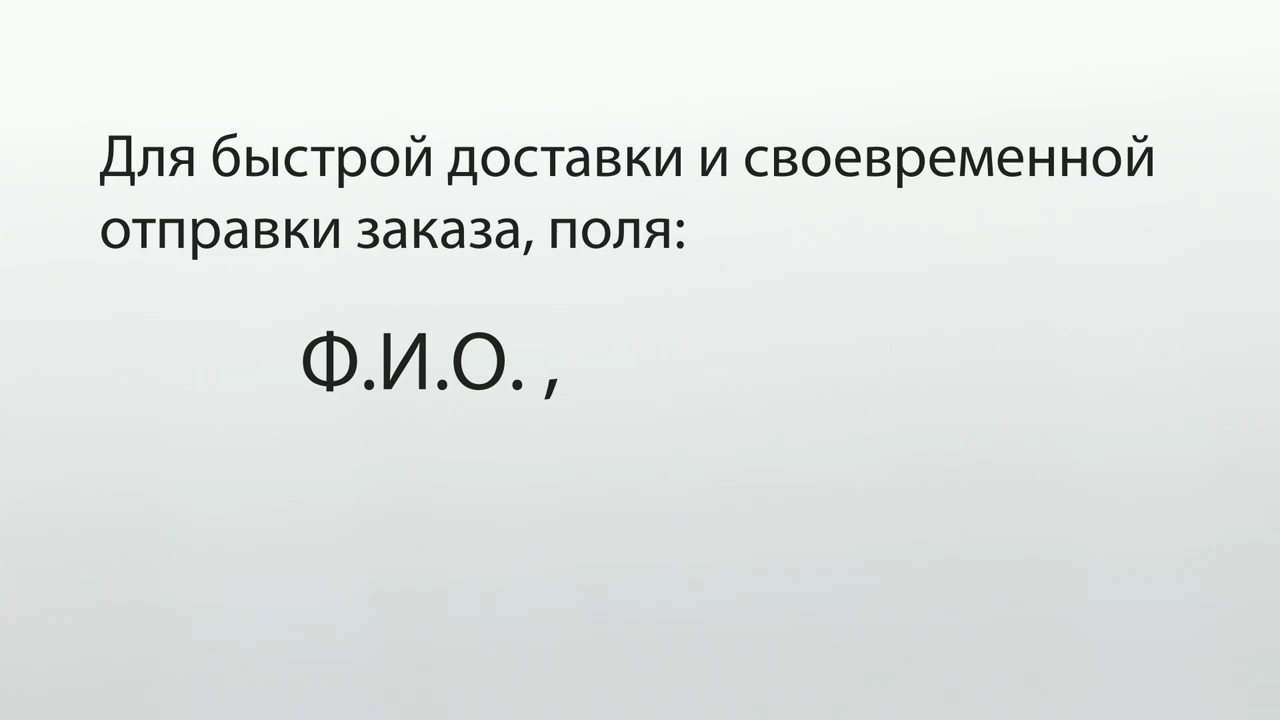 Для быстрой доставки и своевременной
отправки заказа, поля:
Ф.И.О. ,